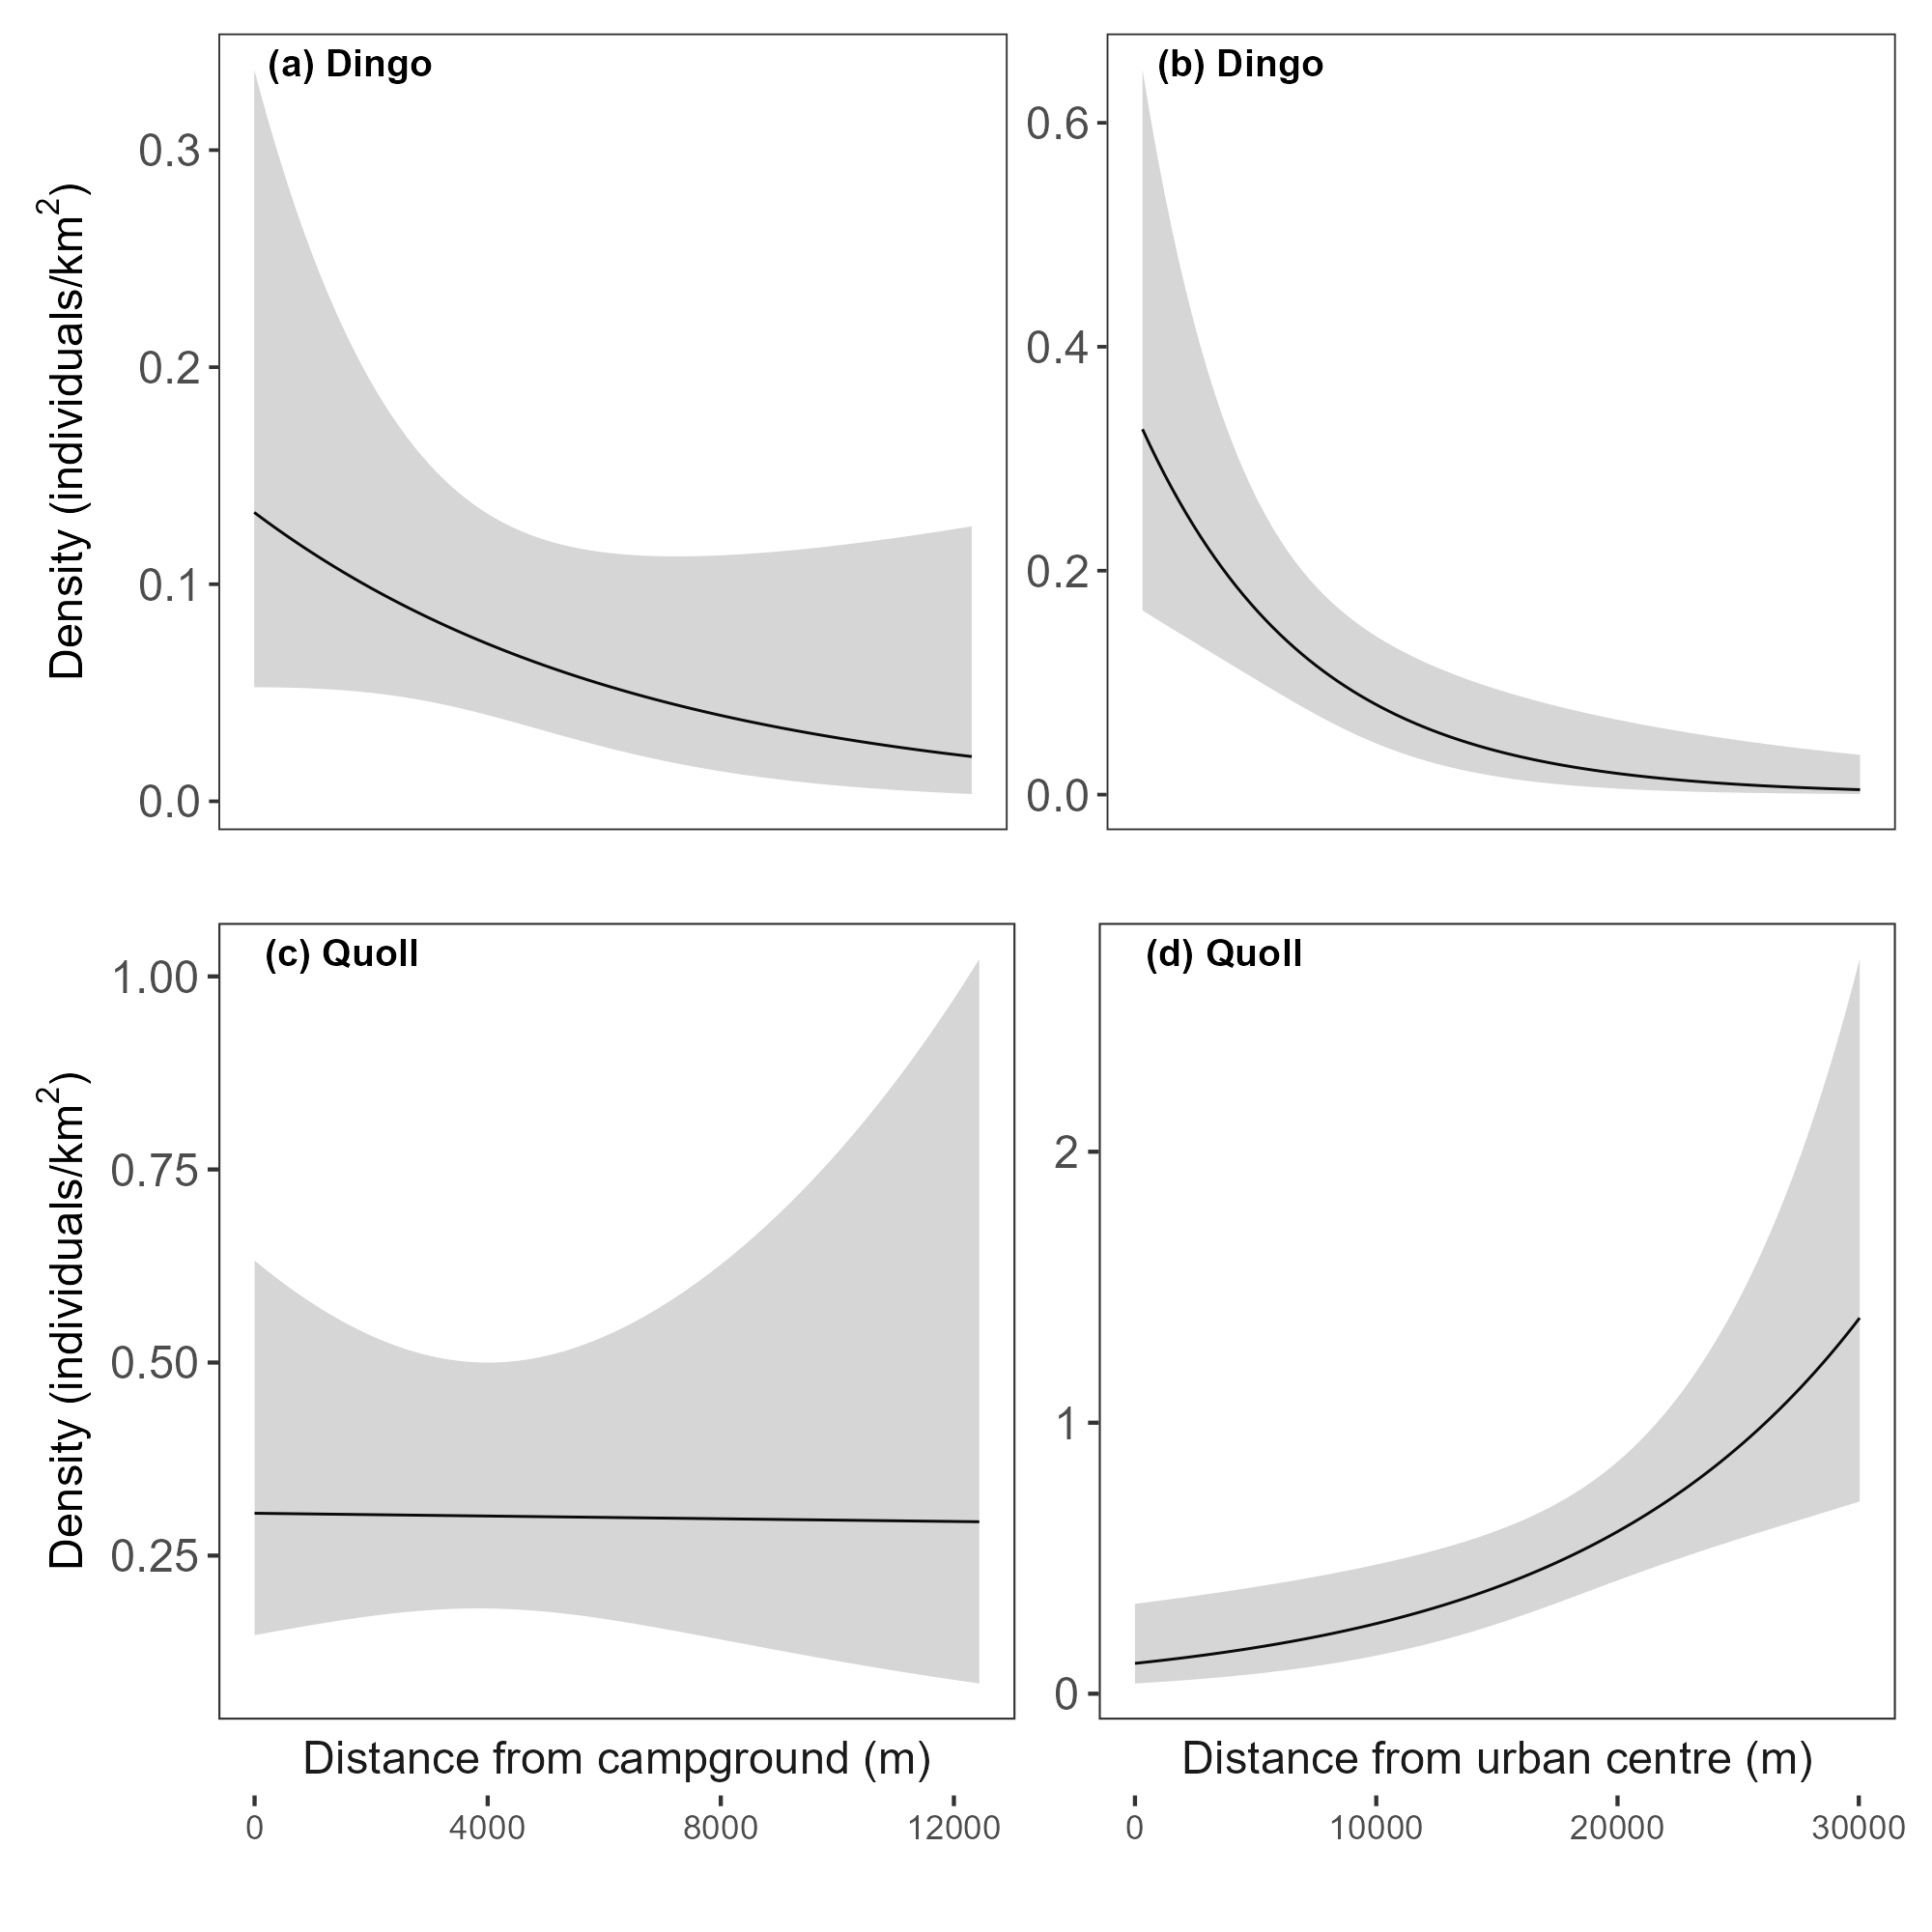 (a) Dingo
(b) Dingo
Density (individuals/km²)
0.3
0.2
0.1
0.0
0.6
0.4
0.2
0.0
(c) Quoll
(d) Quoll
Density (individuals/km²)
1.00
0.75
0.50
0.25
2
1
0
Distance from campground (m)
Distance from urban centre (m)
0 4000 8000 12000
0 10000 20000 30000